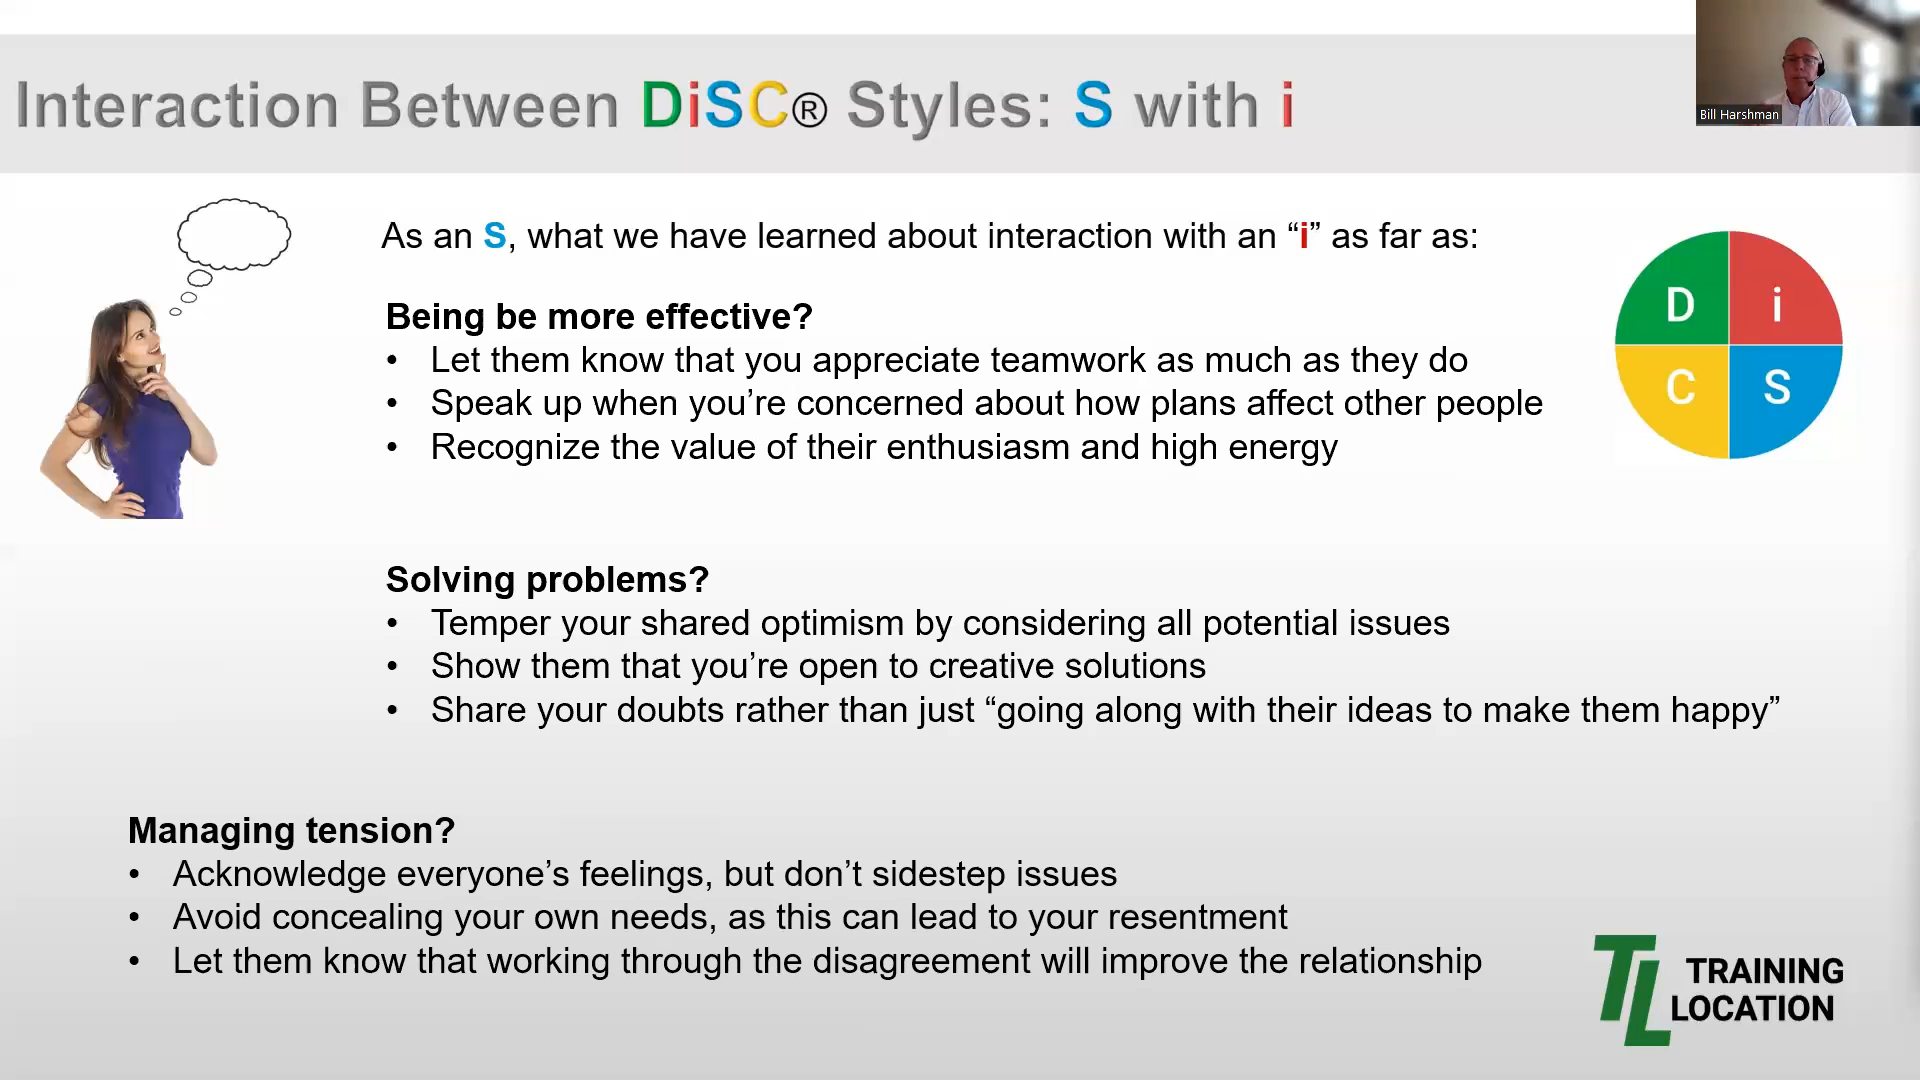 Interaction Between DiSC® Styles: S with i
Bill Harshman
As an S, what we have learned about interaction with an “i” as far as:
Being be more effective?
• Let them know that you appreciate teamwork as much as they do
• Speak up when you’re concerned about how plans affect other people
• Recognize the value of their enthusiasm and high energy
D i
C S
Solving problems?
• Temper your shared optimism by considering all potential issues
• Show them that you’re open to creative solutions
• Share your doubts rather than just “going along with their ideas to make them happy”
Managing tension?
• Acknowledge everyone’s feelings, but don’t sidestep issues
• Avoid concealing your own needs, as this can lead to your resentment
• Let them know that working through the disagreement will improve the relationship
TL TRAINING
LOCATION